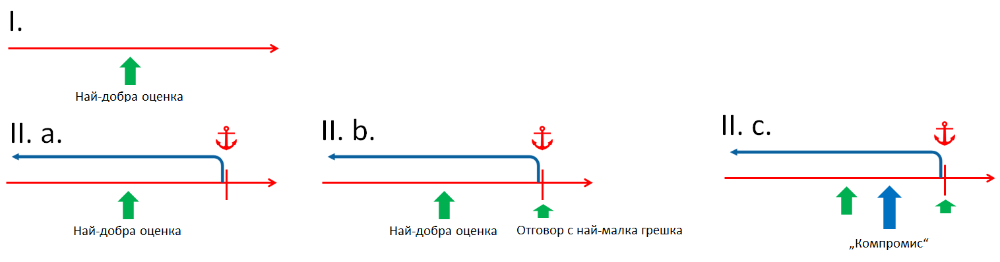 I.
Най-добра оценка
II. a.
Най-добра оценка
II. b.
Най-добра оценка
Отговор с най-малка грешка
II. c.
„Компромис“